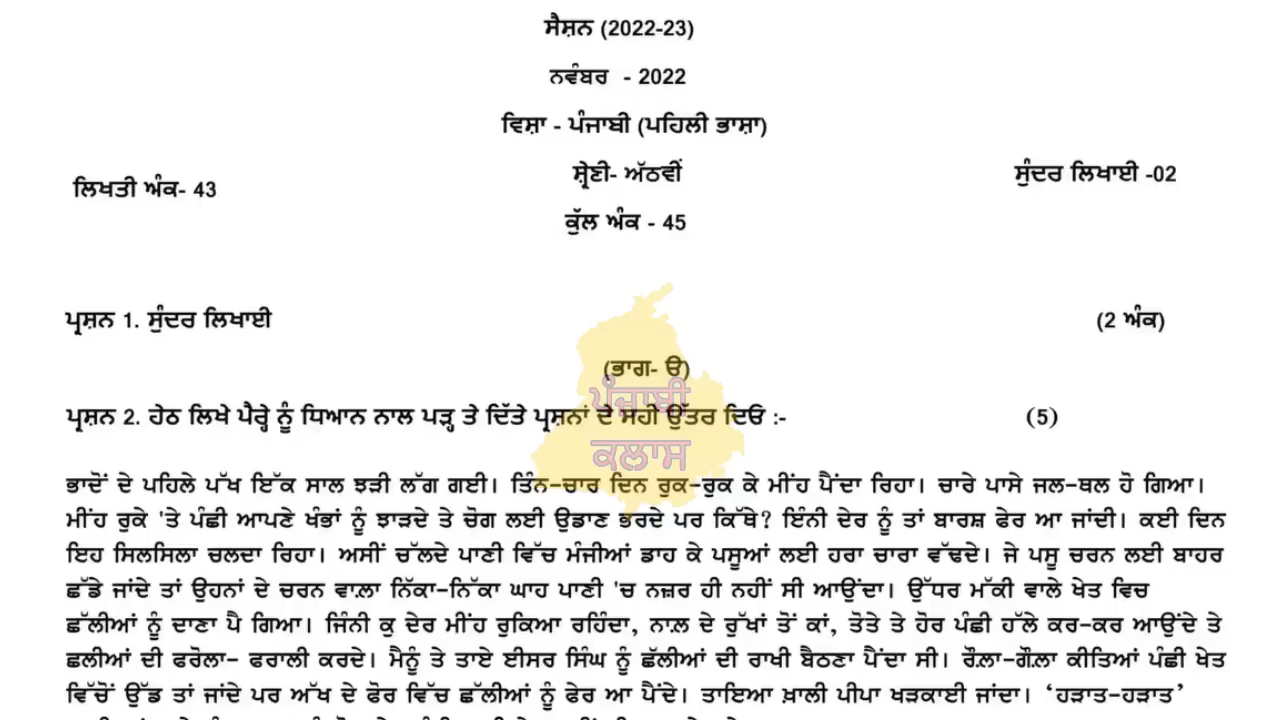 ਸੈਸ਼ਨ (2022-23)
ਨਵੰਬਰ - 2022
ਵਿਸ਼ਾ - ਪੰਜਾਬੀ (ਪਹਿਲੀ ਭਾਸ਼ਾ)
ਲਿਖਤੀ ਅੰਕ- 43 ਸ਼੍ਰੇਣੀ- ਅੱਠਵੀਂ ਸੁੰਦਰ ਲਿਖਾਈ -02
ਕੁੱਲ ਅੰਕ - 45
ਪ੍ਰਸ਼ਨ 1. ਸੁੰਦਰ ਲਿਖਾਈ (2 ਅੰਕ)
(ਭਾਗ- ੳ)
ਪੰਜਾਬੀ
ਪ੍ਰਸ਼ਨ 2. ਹੇਠ ਲਿਖੇ ਪੈਰ੍ਹੇ ਨੂੰ ਧਿਆਨ ਨਾਲ ਪੜ੍ਹ ਤੇ ਦਿੱਤੇ ਪ੍ਰਸ਼ਨਾਂ ਦੇ ਸਹੀ ਉੱਤਰ ਦਿਓ :- (5)
ਕਲਾਸ
ਭਾਦੋਂ ਦੇ ਪਹਿਲੇ ਪੱਖ ਇੱਕ ਸਾਲ ਝੜੀ ਲੱਗ ਗਈ। ਤਿੰਨ-ਚਾਰ ਦਿਨ ਰੁਕ-ਰੁਕ ਕੇ ਮੀਂਹ ਪੈਂਦਾ ਰਿਹਾ। ਚਾਰੇ ਪਾਸੇ ਜਲ-ਥਲ ਹੋ ਗਿਆ।
ਮੀਂਹ ਰੁਕੇ 'ਤੇ ਪੰਛੀ ਆਪਣੇ ਖੰਭਾਂ ਨੂੰ ਝਾੜਦੇ ਤੇ ਚੋਗ ਲਈ ਉਡਾਣ ਭਰਦੇ ਪਰ ਕਿੱਥੇ? ਇੰਨੀ ਦੇਰ ਨੂੰ ਤਾਂ ਬਾਰਸ਼ ਫੇਰ ਆ ਜਾਂਦੀ। ਕਈ ਦਿਨ
ਇਹ ਸਿਲਸਿਲਾ ਚਲਦਾ ਰਿਹਾ। ਅਸੀਂ ਚੱਲਦੇ ਪਾਣੀ ਵਿੱਚ ਮੰਜੀਆਂ ਡਾਹ ਕੇ ਪਸੂਆਂ ਲਈ ਹਰਾ ਚਾਰਾ ਵੱਢਦੇ। ਜੇ ਪਸੂ ਚਰਨ ਲਈ ਬਾਹਰ
ਛੱਡੇ ਜਾਂਦੇ ਤਾਂ ਉਹਨਾਂ ਦੇ ਚਰਨ ਵਾਲ਼ਾ ਨਿੱਕਾ-ਨਿੱਕਾ ਘਾਹ ਪਾਣੀ 'ਚ ਨਜ਼ਰ ਹੀ ਨਹੀਂ ਸੀ ਆਉਂਦਾ। ਉੱਧਰ ਮੱਕੀ ਵਾਲੇ ਖੇਤ ਵਿਚ
ਛੱਲੀਆਂ ਨੂੰ ਦਾਣਾ ਪੈ ਗਿਆ। ਜਿੰਨੀ ਕੁ ਦੇਰ ਮੀਂਹ ਰੁਕਿਆ ਰਹਿੰਦਾ, ਨਾਲ਼ ਦੇ ਰੁੱਖਾਂ ਤੋਂ ਕਾਂ, ਤੋਤੇ ਤੇ ਹੋਰ ਪੰਛੀ ਹੱਲੇ ਕਰ-ਕਰ ਆਉਂਦੇ ਤੇ
ਛਲੀਆਂ ਦੀ ਫਰੋਲਾ- ਫਰਾਲੀ ਕਰਦੇ। ਮੈਨੂੰ ਤੇ ਤਾਏ ਈਸਰ ਸਿੰਘ ਨੂੰ ਛੱਲੀਆਂ ਦੀ ਰਾਖੀ ਬੈਠਣਾ ਪੈਂਦਾ ਸੀ। ਰੌਲ਼ਾ-ਗੌਲ਼ਾ ਕੀਤਿਆਂ ਪੰਛੀ ਖੇਤ
ਵਿੱਚੋਂ ਉੱਡ ਤਾਂ ਜਾਂਦੇ ਪਰ ਅੱਖ ਦੇ ਫੋਰ ਵਿੱਚ ਛੱਲੀਆਂ ਨੂੰ ਫੇਰ ਆ ਪੈਂਦੇ। ਤਾਇਆ ਖ਼ਾਲੀ ਪੀਪਾ ਖੜਕਾਈ ਜਾਂਦਾ। ‘ਹੜਾਤ-ਹੜਾਤ’